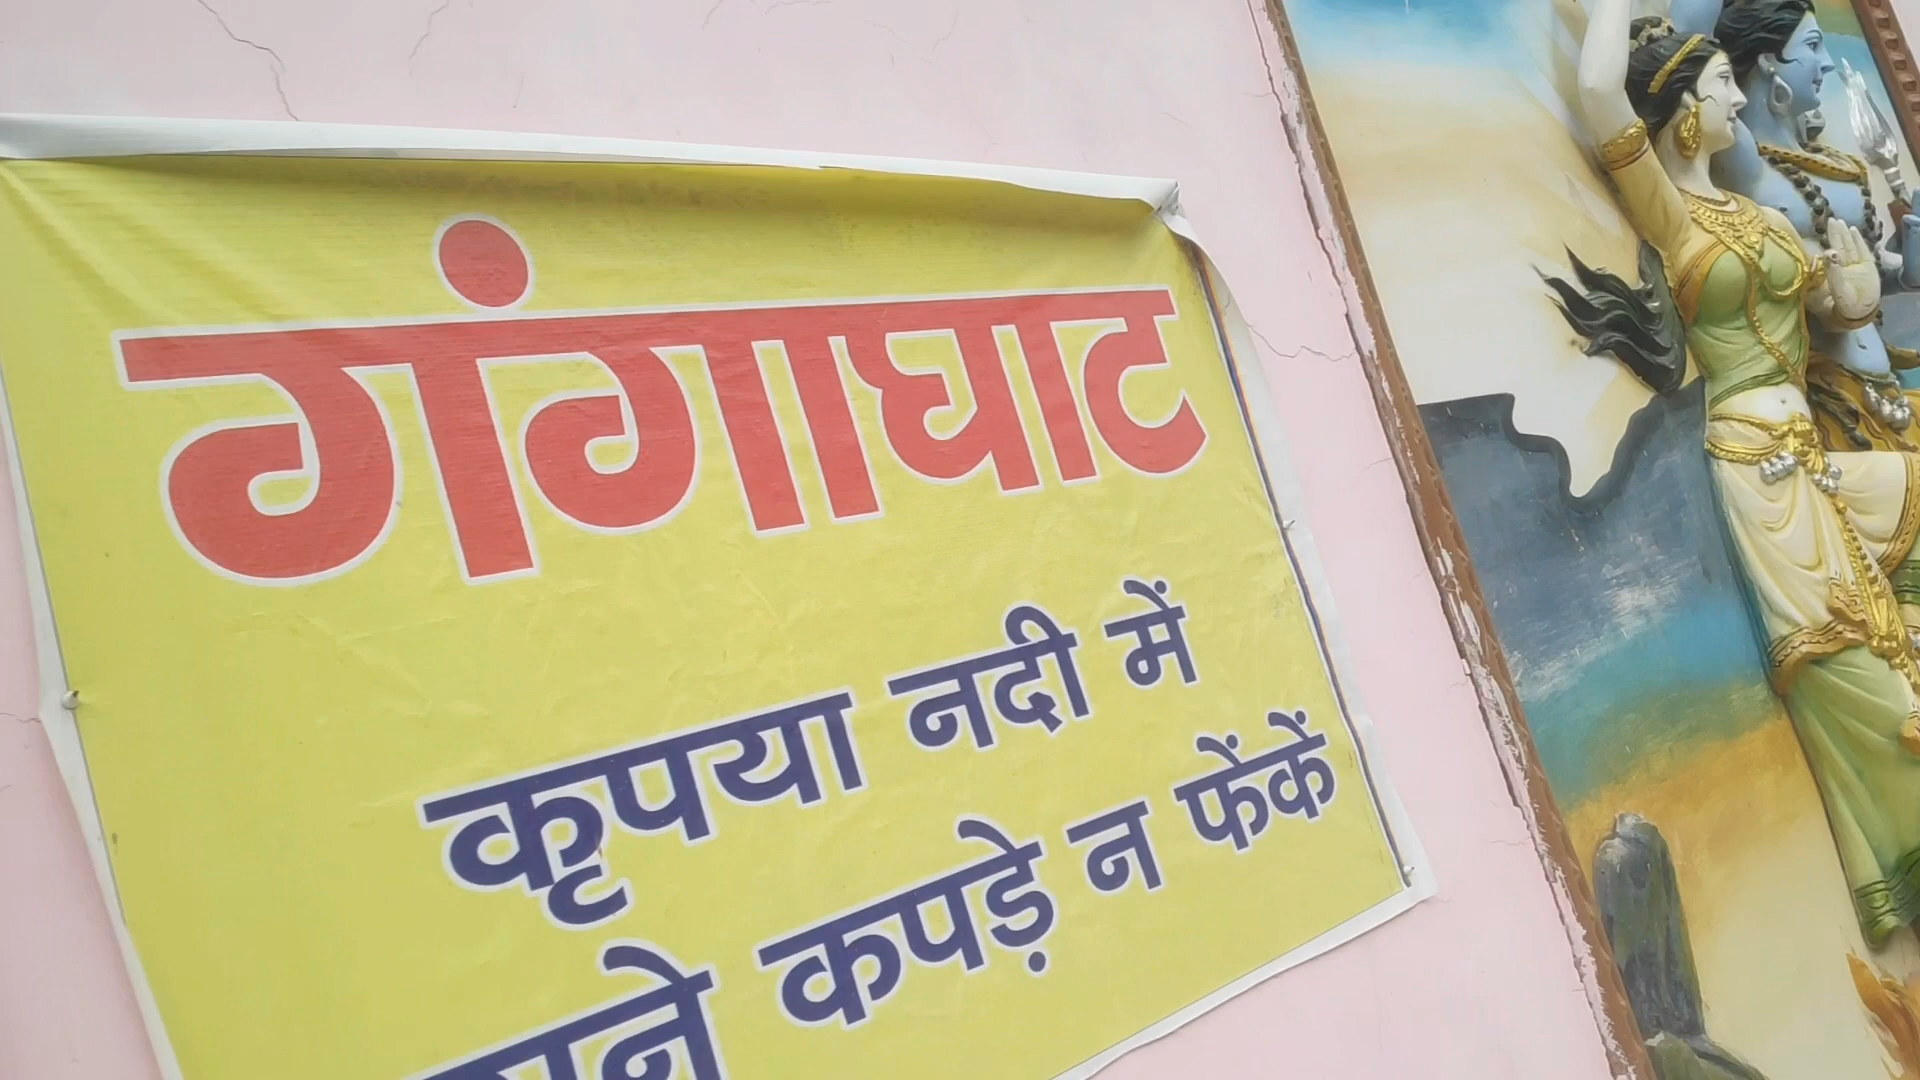 गंगाघाट
कृपया नदी में
कपड़े न फेंकें